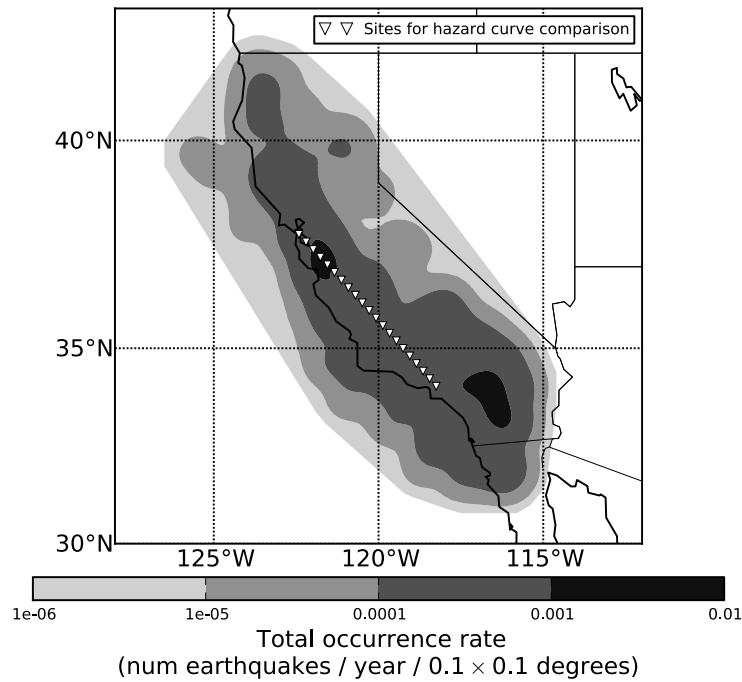 Sites for hazard curve comparison
40°N
35°N
30°N
125°W 120°W 115°W
1e-06 1e-05 0.0001 0.001 0.01
Total occurrence rate
(num earthquakes / year / 0.1 × 0.1 degrees)